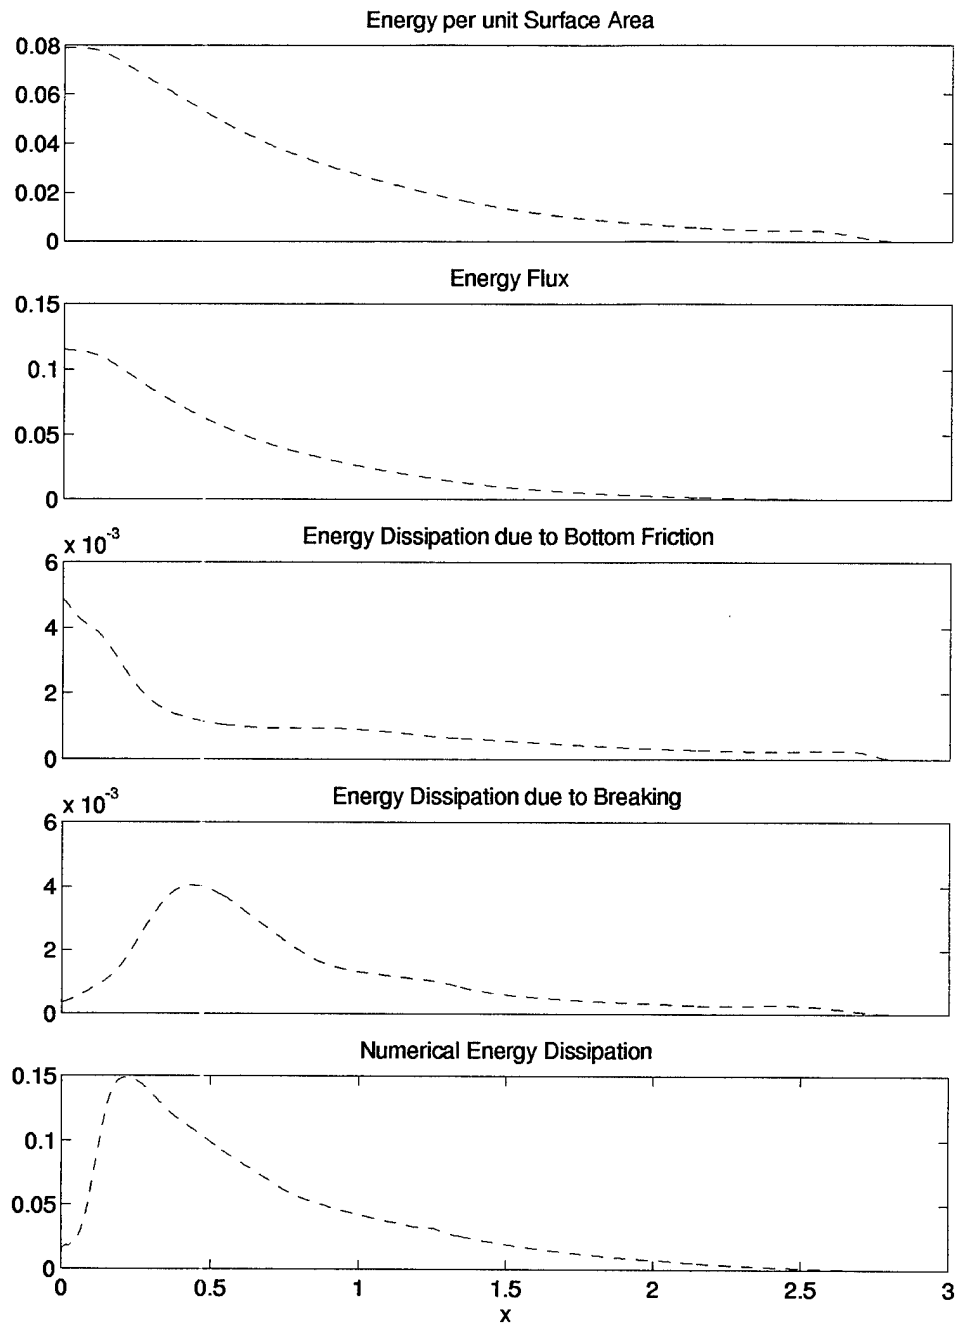 Energy per unit Surface Area
0.08
0.06
0.04
0.02
0
Energy Flux
0.15
0.1
0.05
0
Energy Dissipation due to Bottom Friction
x 10^-3
6
4
2
0
Energy Dissipation due to Breaking
x 10^-3
6
4
2
0
Numerical Energy Dissipation
0.15
0.1
0.05
0
0 0.5 1 1.5 2 2.5 3
x